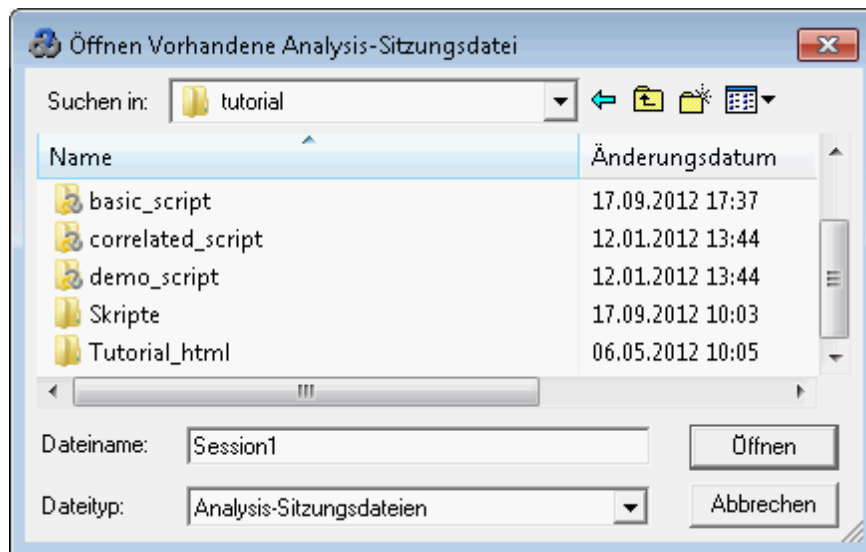 Öffnen Vorhandene Analysis-Sitzungsdatei
Suchen in: tutorial
Name Änderungsdatum
basic_script 17.09.2012 17:37
correlated_script 12.01.2012 13:44
demo_script 12.01.2012 13:44
Skripte 17.09.2012 10:03
Tutorial_html 06.05.2012 10:05
Dateiname: Session1 Öffnen
Dateityp: Analysis-Sitzungsdateien Abbrechen